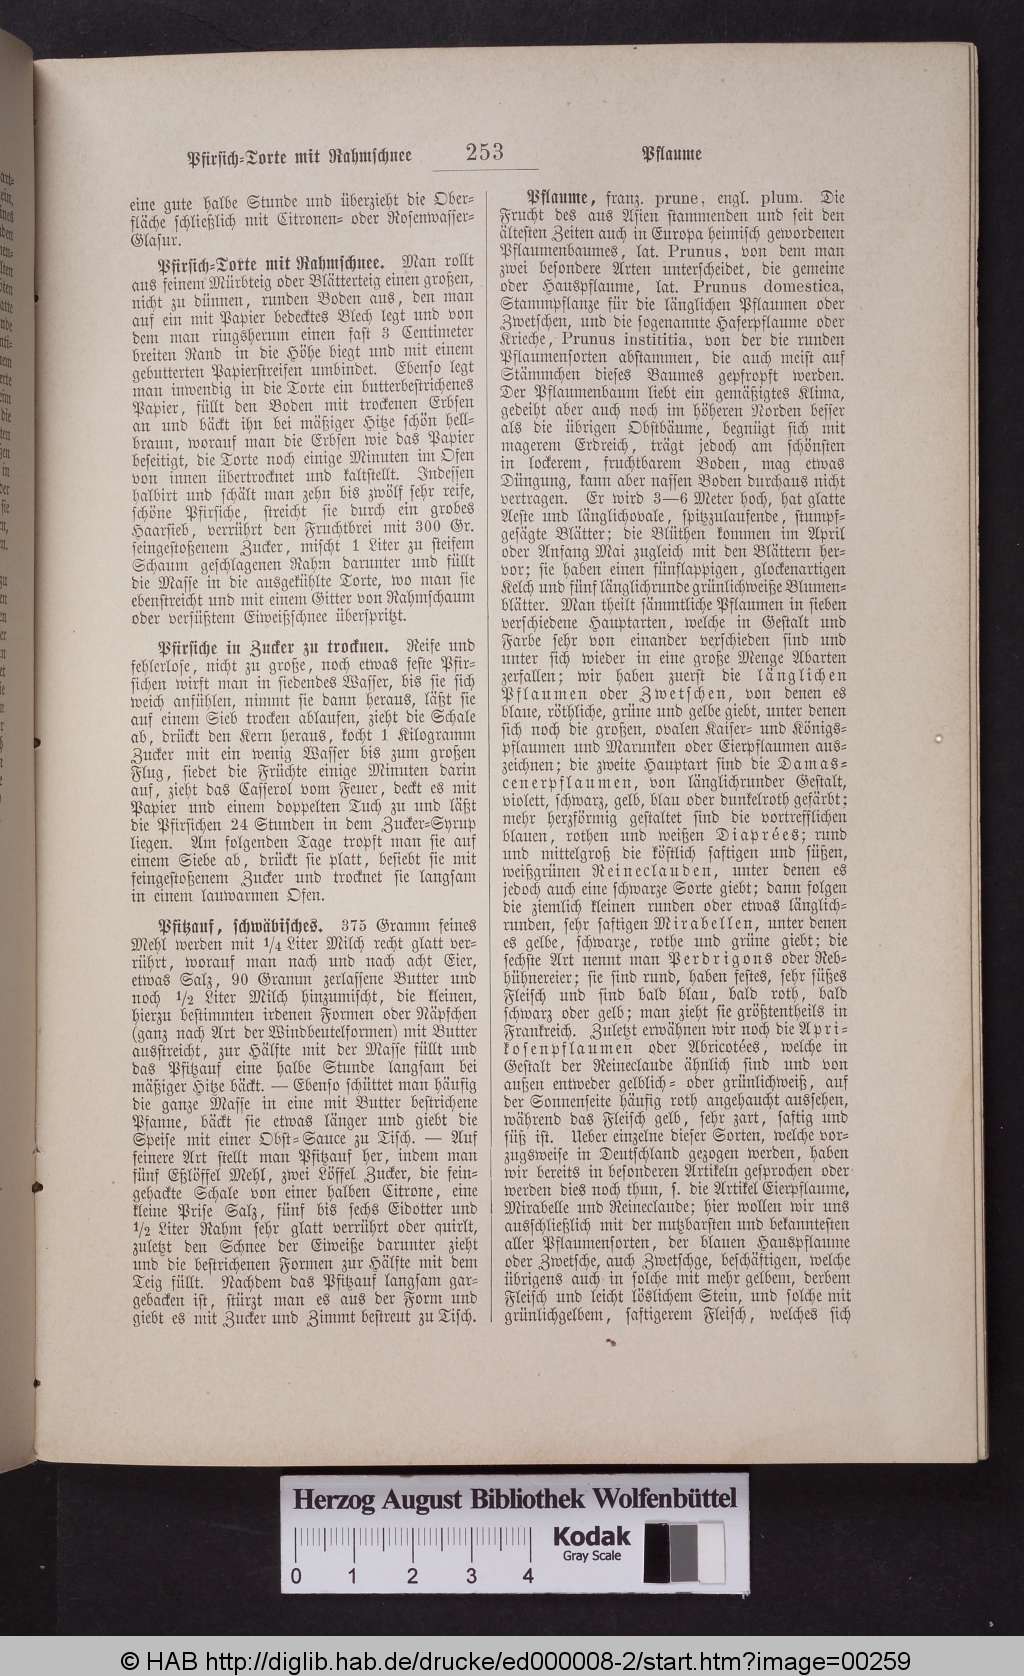 Pfirsich-Torte mit Rahmschnee 253 Pflaume
eine gute halbe Stunde und überzieht die Ober-
fläche schließlich mit Citronen- oder Rosenwasser-
Glasur.
Pfirsich-Torte mit Rahmschnee. Man rollt
aus feinem Mürbteig oder Blätterteig einen großen,
nicht zu dünnen, runden Boden aus, den man
auf ein mit Papier bedecktes Blech legt und von
dem man ringsherum einen fast 3 Centimeter
breiten Rand in die Höhe biegt und mit einem
gebutterten Papierstreifen umbindet. Ebenso legt
man inwendig in die Torte ein butterbestrichenes
Papier, füllt den Boden mit trockenen Erbsen
an und bäckt ihn bei mäßiger Hitze schön hell-
braun, worauf man die Erbsen wie das Papier
beseitigt, die Torte noch einige Minuten im Ofen
von innen übertrocknet und kaltstellt. Indessen
halbirt und schält man zehn bis zwölf sehr reife,
schöne Pfirsiche, streicht sie durch ein grobes
Haarsieb, verrührt den Fruchtbrei mit 300 Gr.
feingestoßenem Zucker, mischt 1 Liter zu steifem
Schaum geschlagenen Rahm darunter und füllt
die Masse in die ausgekühlte Torte, wo man sie
ebenstreicht und mit einem Gitter von Rahmschaum
oder versüßtem Eiweißschnee überspritzt.
Pfirsiche in Zucker zu trocknen. Reife und
fehlerlose, nicht zu große, noch etwas feste Pfir-
sichen wirft man in siedendes Wasser, bis sie sich
weich anfühlen, nimmt sie dann heraus, läßt sie
auf einem Sieb trocken ablaufen, zieht die Schale
ab, drückt den Kern heraus, kocht 1 Kilogramm
Zucker mit ein wenig Wasser bis zum großen
Flug, siedet die Früchte einige Minuten darin
auf, zieht das Casserol vom Feuer, deckt es mit
Papier und einem doppelten Tuch zu und läßt
die Pfirsichen 24 Stunden in dem Zucker-Syrup
liegen. Am folgenden Tage tropft man sie auf
einem Siebe ab, drückt sie platt, besiebt sie mit
feingestoßenem Zucker und trocknet sie langsam
in einem lauwarmen Ofen.
Pfitzauf, schwäbisches. 375 Gramm feines
Mehl werden mit 1/4 Liter Milch recht glatt ver-
rührt, worauf man nach und nach acht Eier,
etwas Salz, 90 Gramm zerlassene Butter und
noch 1/2 Liter Milch hinzumischt, die kleinen,
hierzu bestimmten irdenen Formen oder Näpfchen
(ganz nach Art der Windbeutelformen) mit Butter
ausstreicht, zur Hälfte mit der Masse füllt und
das Pfitzauf eine halbe Stunde langsam bei
mäßiger Hitze bäckt. — Ebenso schüttet man häufig
die ganze Masse in eine mit Butter bestrichene
Pfanne, bäckt sie etwas länger und giebt die
Speise mit einer Obst-Sauce zu Tisch. — Auf
feinere Art stellt man Pfitzauf her, indem man
fünf Eßlöffel Mehl, zwei Löffel Zucker, die fein-
gehackte Schale von einer halben Citrone, eine
kleine Prise Salz, fünf bis sechs Eidotter und
1/2 Liter Rahm sehr glatt verrührt oder quirlt,
zuletzt den Schnee der Eiweiße darunter zieht
und die bestrichenen Formen zur Hälfte mit dem
Teig füllt. Nachdem das Pfitzauf langsam gar-
gebacken ist, stürzt man es aus der Form und
giebt es mit Zucker und Zimmt bestreut zu Tisch.
Pflaume, franz. prune, engl. plum. Die
Frucht des aus Asien stammenden und seit den
ältesten Zeiten auch in Europa heimisch gewordenen
Pflaumenbaumes, lat. Prunus, von dem man
zwei besondere Arten unterscheidet, die gemeine
oder Hauspflaume, lat. Prunus domestica,
Stammpflanze für die länglichen Pflaumen oder
Zwetschen, und die sogenannte Haferpflaume oder
Krieche, Prunus instititia, von der die runden
Pflaumensorten abstammen, die auch meist auf
Stämmchen dieses Baumes gepfropft werden.
Der Pflaumenbaum liebt ein gemäßigtes Klima,
gedeiht aber auch noch im höheren Norden besser
als die übrigen Obstbäume, begnügt sich mit
magerem Erdreich, trägt jedoch am schönsten
in lockerem, fruchtbarem Boden, mag etwas
Düngung, kann aber nassen Boden durchaus nicht
vertragen. Er wird 3—6 Meter hoch, hat glatte
Aeste und länglichovale, spitzzulaufende, stumpf-
gesägte Blätter; die Blüthen kommen im April
oder Anfang Mai zugleich mit den Blättern her-
vor; sie haben einen fünflappigen, glockenartigen
Kelch und fünf länglichrunde grünlichweiße Blumen-
blätter. Man theilt sämmtliche Pflaumen in sieben
verschiedene Hauptarten, welche in Gestalt und
Farbe sehr von einander verschieden sind und
unter sich wieder in eine große Menge Abarten
zerfallen; wir haben zuerst die länglichen
Pflaumen oder Zwetschen, von denen es
blaue, röthliche, grüne und gelbe giebt, unter denen
sich noch die großen, ovalen Kaiser- und Königs-
pflaumen und Marunken oder Eierpflaumen aus-
zeichnen; die zweite Hauptart sind die Damas-
cenerpflaumen, von länglichrunder Gestalt,
violett, schwarz, gelb, blau oder dunkelroth gefärbt;
mehr herzförmig gestaltet sind die vortrefflichen
blauen, rothen und weißen Diaprées; rund
und mittelgroß die köstlich saftigen und süßen,
weißgrünen Reineclauden, unter denen es
jedoch auch eine schwarze Sorte giebt; dann folgen
die ziemlich kleinen runden oder etwas länglich-
runden, sehr saftigen Mirabellen, unter denen
es gelbe, schwarze, rothe und grüne giebt; die
sechste Art nennt man Perdrigons oder Reb-
hühnereier; sie sind rund, haben festes, sehr süßes
Fleisch und sind bald blau, bald roth, bald
schwarz oder gelb; man zieht sie größtentheils in
Frankreich. Zuletzt erwähnen wir noch die Apri-
kosenpflaumen oder Abricotées, welche in
Gestalt der Reineclaude ähnlich sind und von
außen entweder gelblich- oder grünlichweiß, auf
der Sonnenseite häufig roth angehaucht aussehen,
während das Fleisch gelb, sehr zart, saftig und
süß ist. Ueber einzelne dieser Sorten, welche vor-
zugsweise in Deutschland gezogen werden, haben
wir bereits in besonderen Artikeln gesprochen oder
werden dies noch thun, s. die Artikel Eierpflaume,
Mirabelle und Reineclaude; hier wollen wir uns
ausschließlich mit der nutzbarsten und bekanntesten
aller Pflaumensorten, der blauen Hauspflaume
oder Zwetsche, auch Zwetschge, beschäftigen, welche
übrigens auch in solche mit mehr gelbem, derbem
Fleisch und leicht löslichem Stein, und solche mit
grünlichgelbem, saftigerem Fleisch, welches sich
Herzog August Bibliothek Wolfenbüttel
Kodak
Gray Scale
0 1 2 3 4
© HAB http://diglib.hab.de/drucke/ed000008-2/start.htm?image=00259